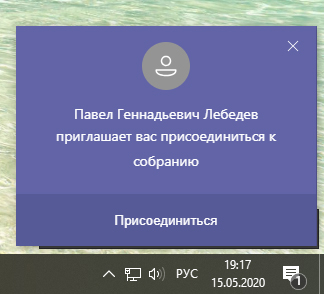 Павел Геннадьевич Лебедев
приглашает вас присоединиться к
собранию
Присоединиться
РУС
19:17
15.05.2020
1